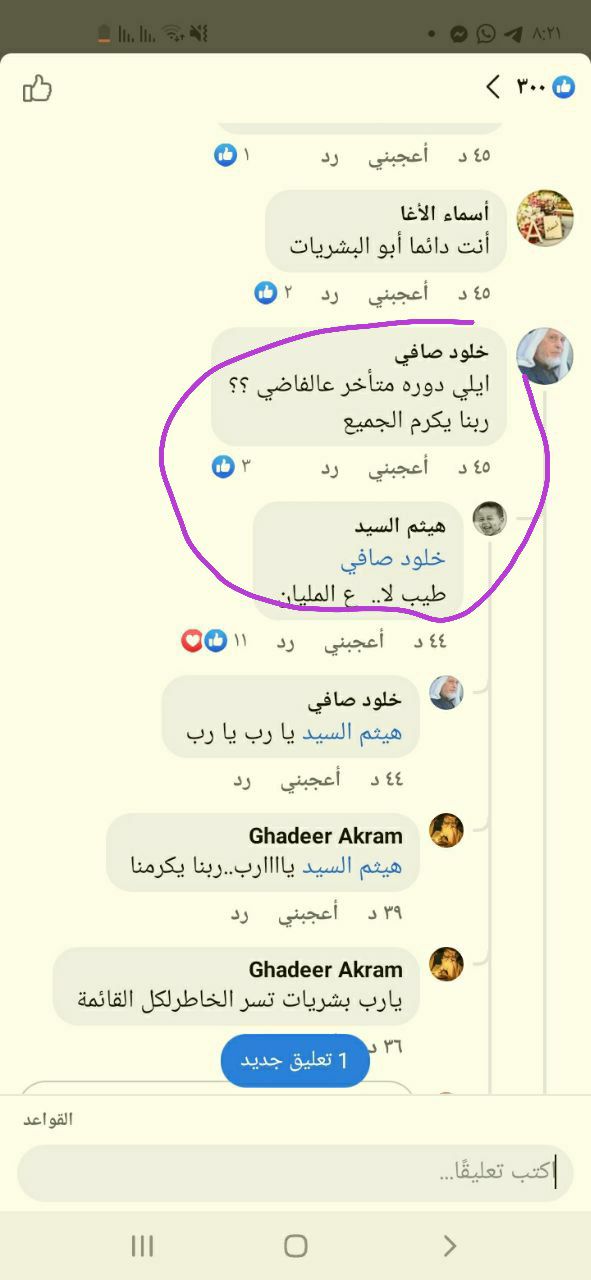 ٨:٢١
٣٠٠
٤٥ د أعجبني رد ١
أسماء الأغا
أنت دائما أبو البشريات
٤٥ د أعجبني رد ٢
خلود صافي
ايلي دوره متأخر عالفاضي ؟؟
ربنا يكرم الجميع
٤٥ د أعجبني رد ٣
هيثم السيد
خلود صافي
طيب لا.. ع المليان
٤٤ د أعجبني رد ١١
خلود صافي
هيثم السيد يا رب يا رب
٤٤ د أعجبني رد
Ghadeer Akram
هيثم السيد ياااارب..ربنا يكرمنا
٣٩ د أعجبني رد
Ghadeer Akram
يارب بشريات تسر الخاطرلكل القائمة
٣٦ د
1 تعليق جديد
القواعد
اكتب تعليقًا...